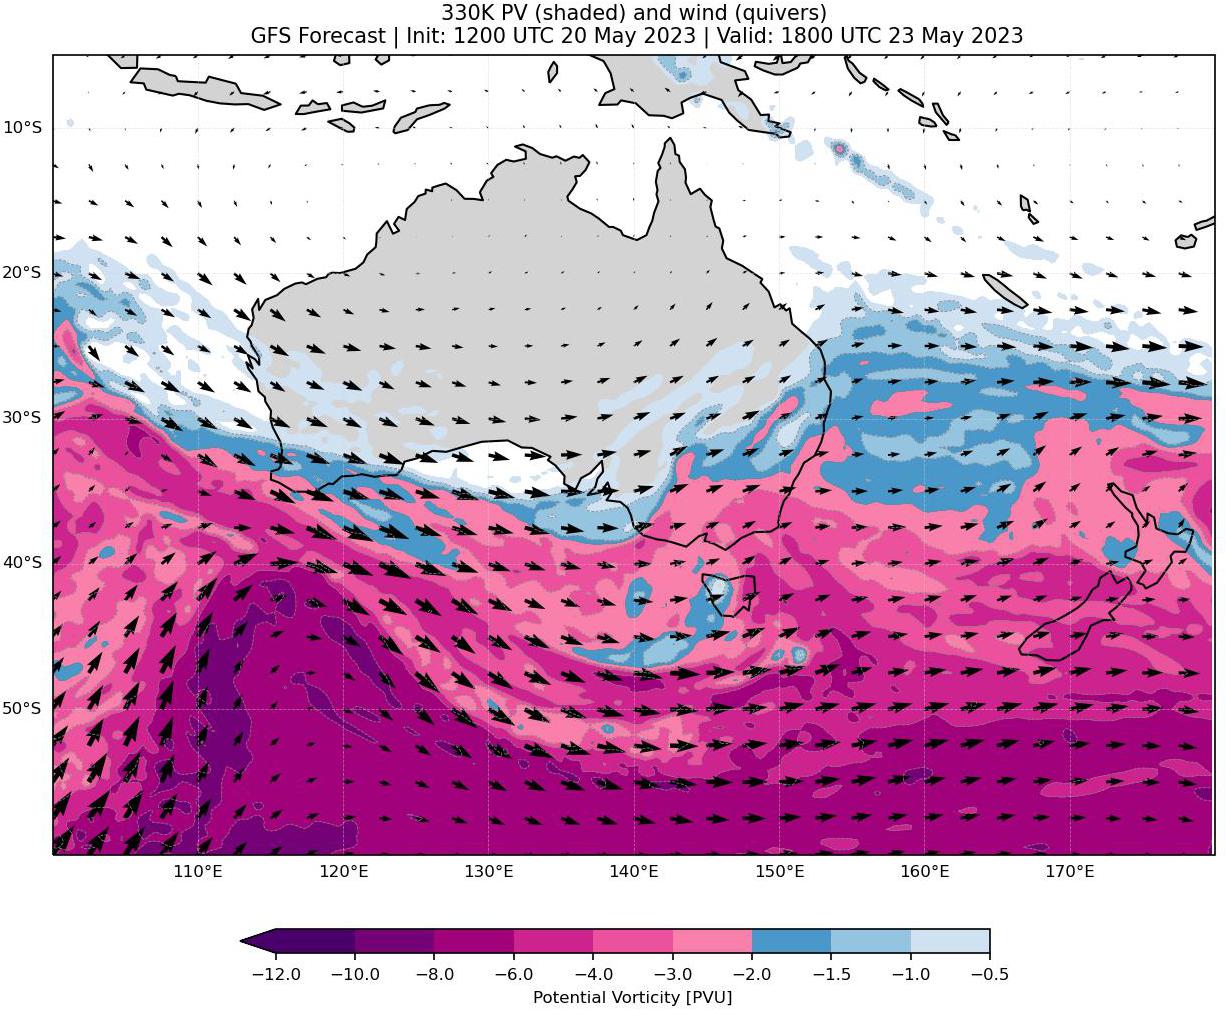 330K PV (shaded) and wind (quivers)
GFS Forecast | Init: 1200 UTC 20 May 2023 | Valid: 1800 UTC 23 May 2023
10°S
20°S
30°S
40°S
50°S
110°E 120°E 130°E 140°E 150°E 160°E 170°E
−12.0 −10.0 −8.0 −6.0 −4.0 −3.0 −2.0 −1.5 −1.0 −0.5
Potential Vorticity [PVU]